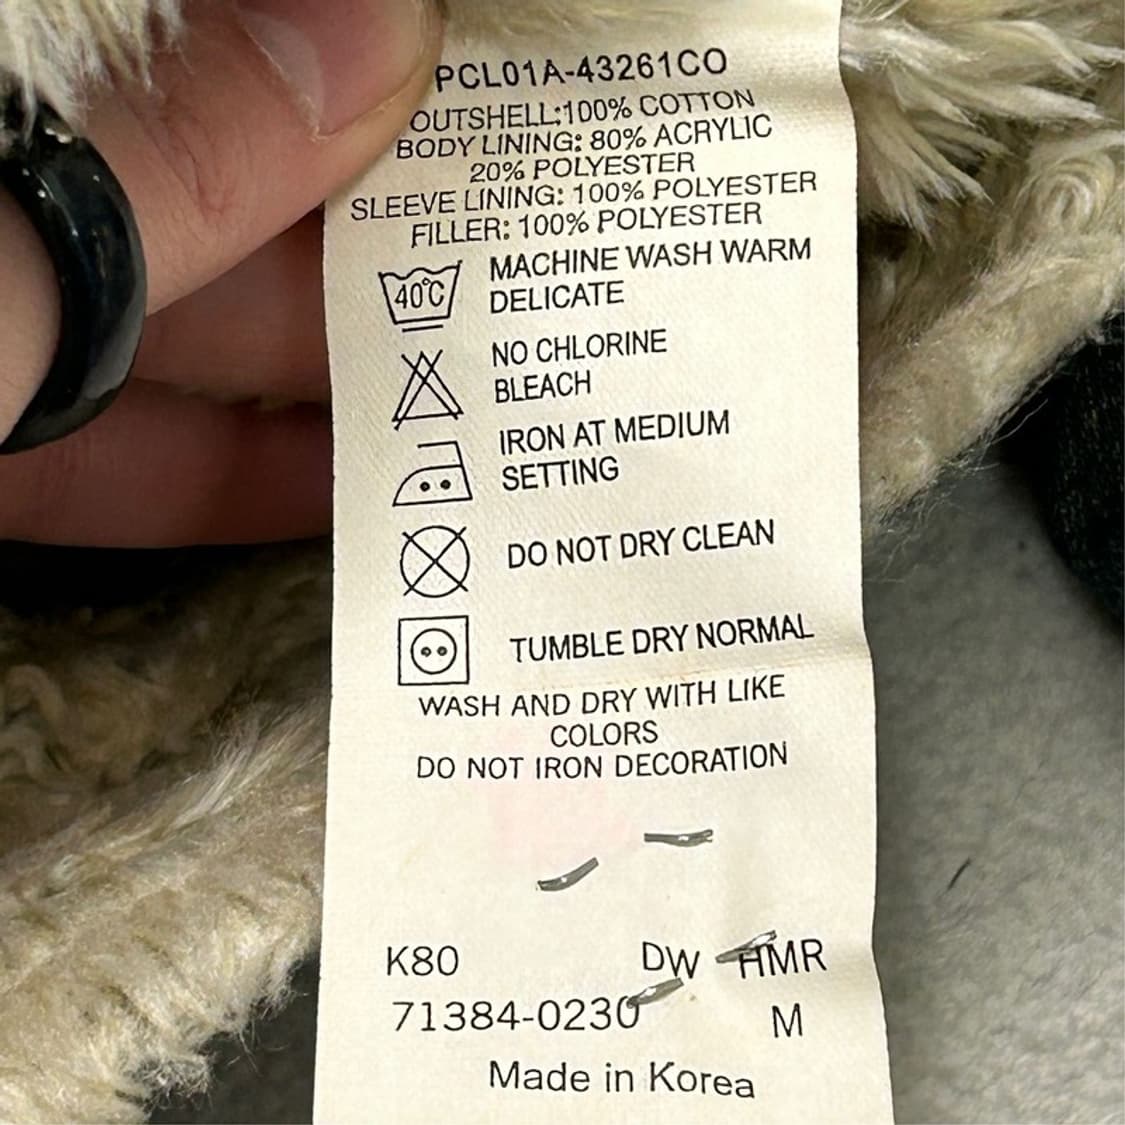 PCL01A-43261CO
OUTSHELL:100% COTTON
BODY LINING: 80% ACRYLIC
20% POLYESTER
SLEEVE LINING: 100% POLYESTER
FILLER: 100% POLYESTER
40°C MACHINE WASH WARM
DELICATE
NO CHLORINE
BLEACH
IRON AT MEDIUM
SETTING
DO NOT DRY CLEAN
TUMBLE DRY NORMAL
WASH AND DRY WITH LIKE
COLORS
DO NOT IRON DECORATION
K80 DW HMR
71384-0230 M
Made in Korea